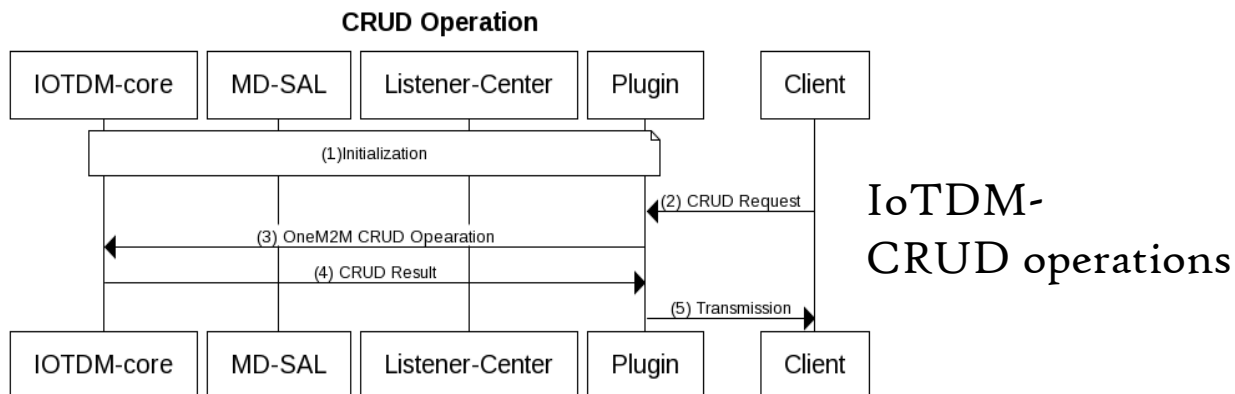 CRUD Operation
IOTDM-core MD-SAL Listener-Center Plugin Client
(1)Initialization
(2) CRUD Request
(3) OneM2M CRUD Opearation
(4) CRUD Result
(5) Transmission
IOTDM-core MD-SAL Listener-Center Plugin Client
IoTDM-
CRUD operations